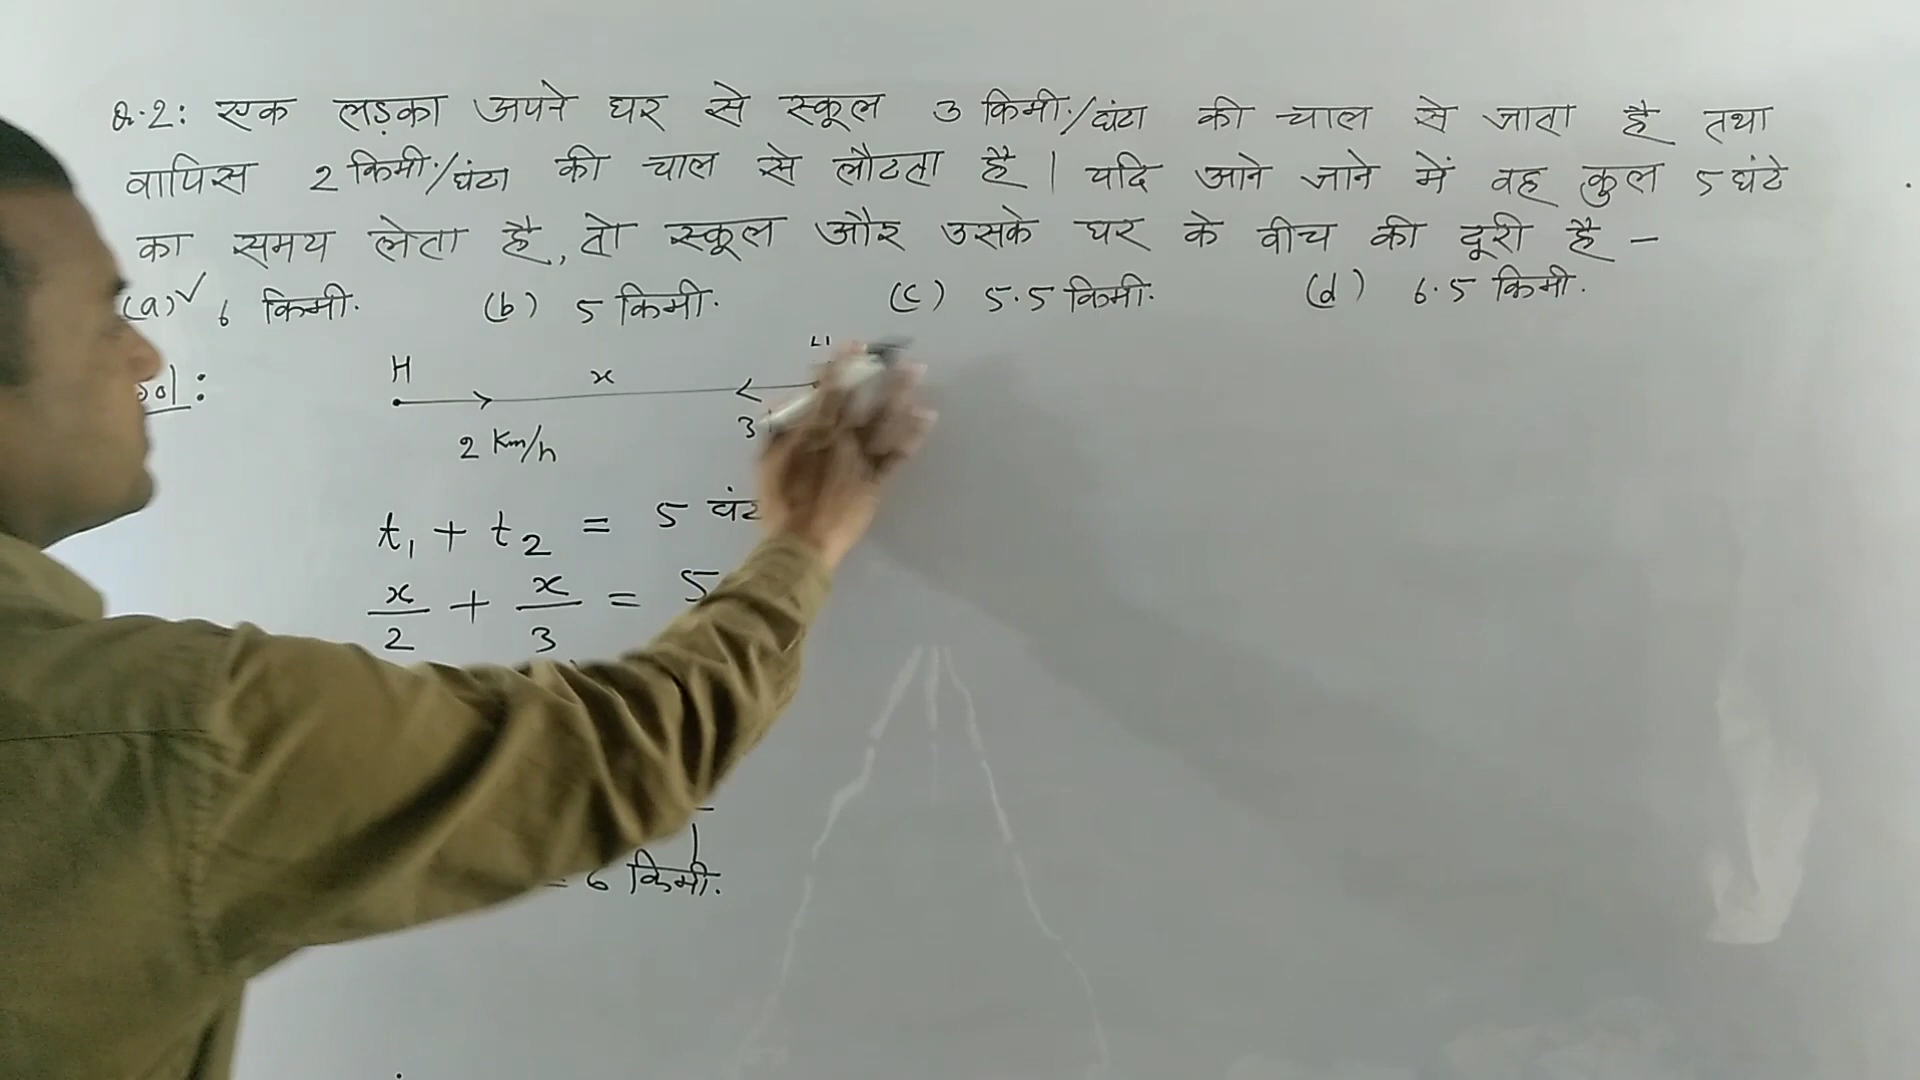 Q.2: एक लड़का अपने घर से स्कूल 3 किमी./घंटा की चाल से जाता है तथा
वापिस 2 किमी./घंटा की चाल से लौटता है। यदि आने जाने में वह कुल 5 घंटे
का समय लेता है, तो स्कूल और उसके घर के बीच की दूरी है –
(a) ✓ 6 किमी. (b) 5 किमी. (c) 5.5 किमी. (d) 6.5 किमी.
H x
2 Km/h 3
t₁ + t₂ = 5
x/2 + x/3 = 5
= 6 किमी.